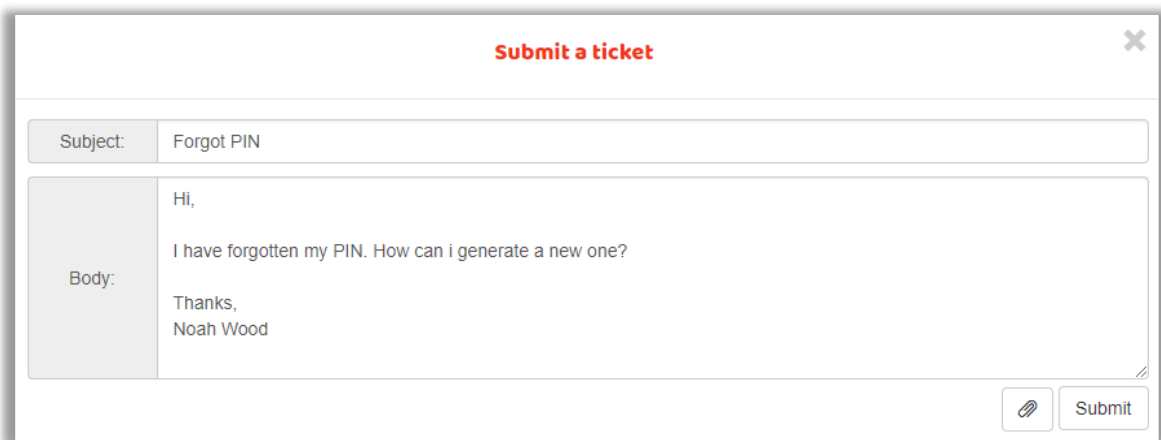 Submit a ticket
Subject:
Forgot PIN
Body:
Hi,
I have forgotten my PIN. How can i generate a new one?
Thanks,
Noah Wood
Submit